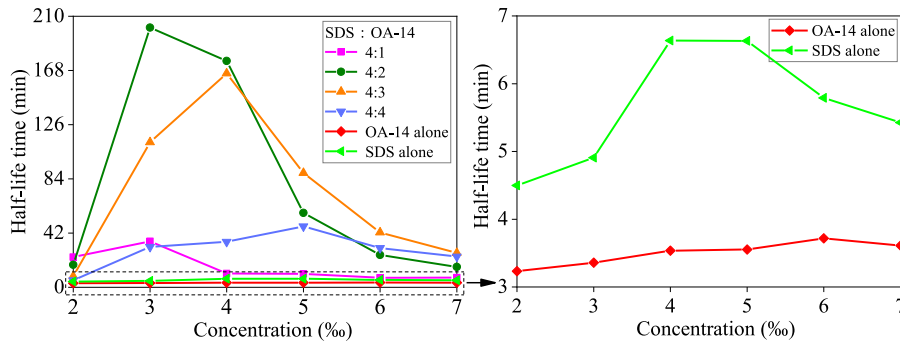 210
168
126
84
42
0
Half-life time (min)
2 3 4 5 6 7
Concentration (‰)
SDS : OA-14
4:1
4:2
4:3
4:4
OA-14 alone
SDS alone
7
6
5
4
3
Half-life time (min)
2 3 4 5 6 7
Concentration (‰)
OA-14 alone
SDS alone